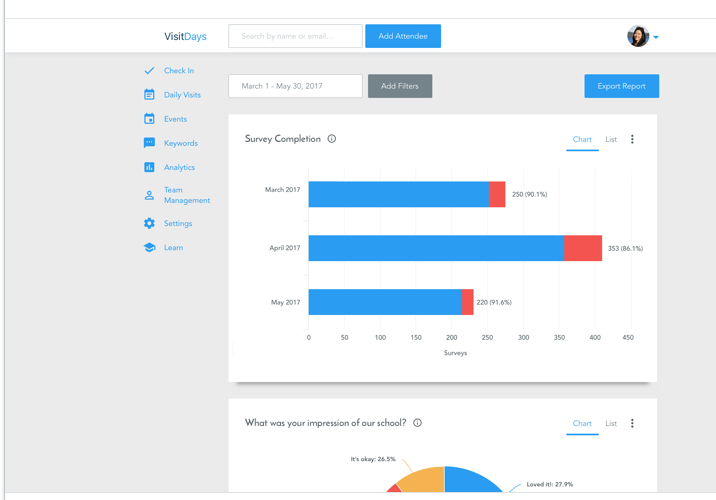 VisitDays
Search by name or email…
Add Attendee
Check In
Daily Visits
Events
Keywords
Analytics
Team
Management
Settings
Learn
March 1 - May 30, 2017
Add Filters
Export Report
Survey Completion
Chart
List
March 2017
250 (90.1%)
April 2017
353 (86.1%)
May 2017
220 (91.6%)
0 50 100 150 200 250 300 350 400 450
Surveys
What was your impression of our school?
Chart
List
It's okay: 26.5%
Loved it!: 27.9%